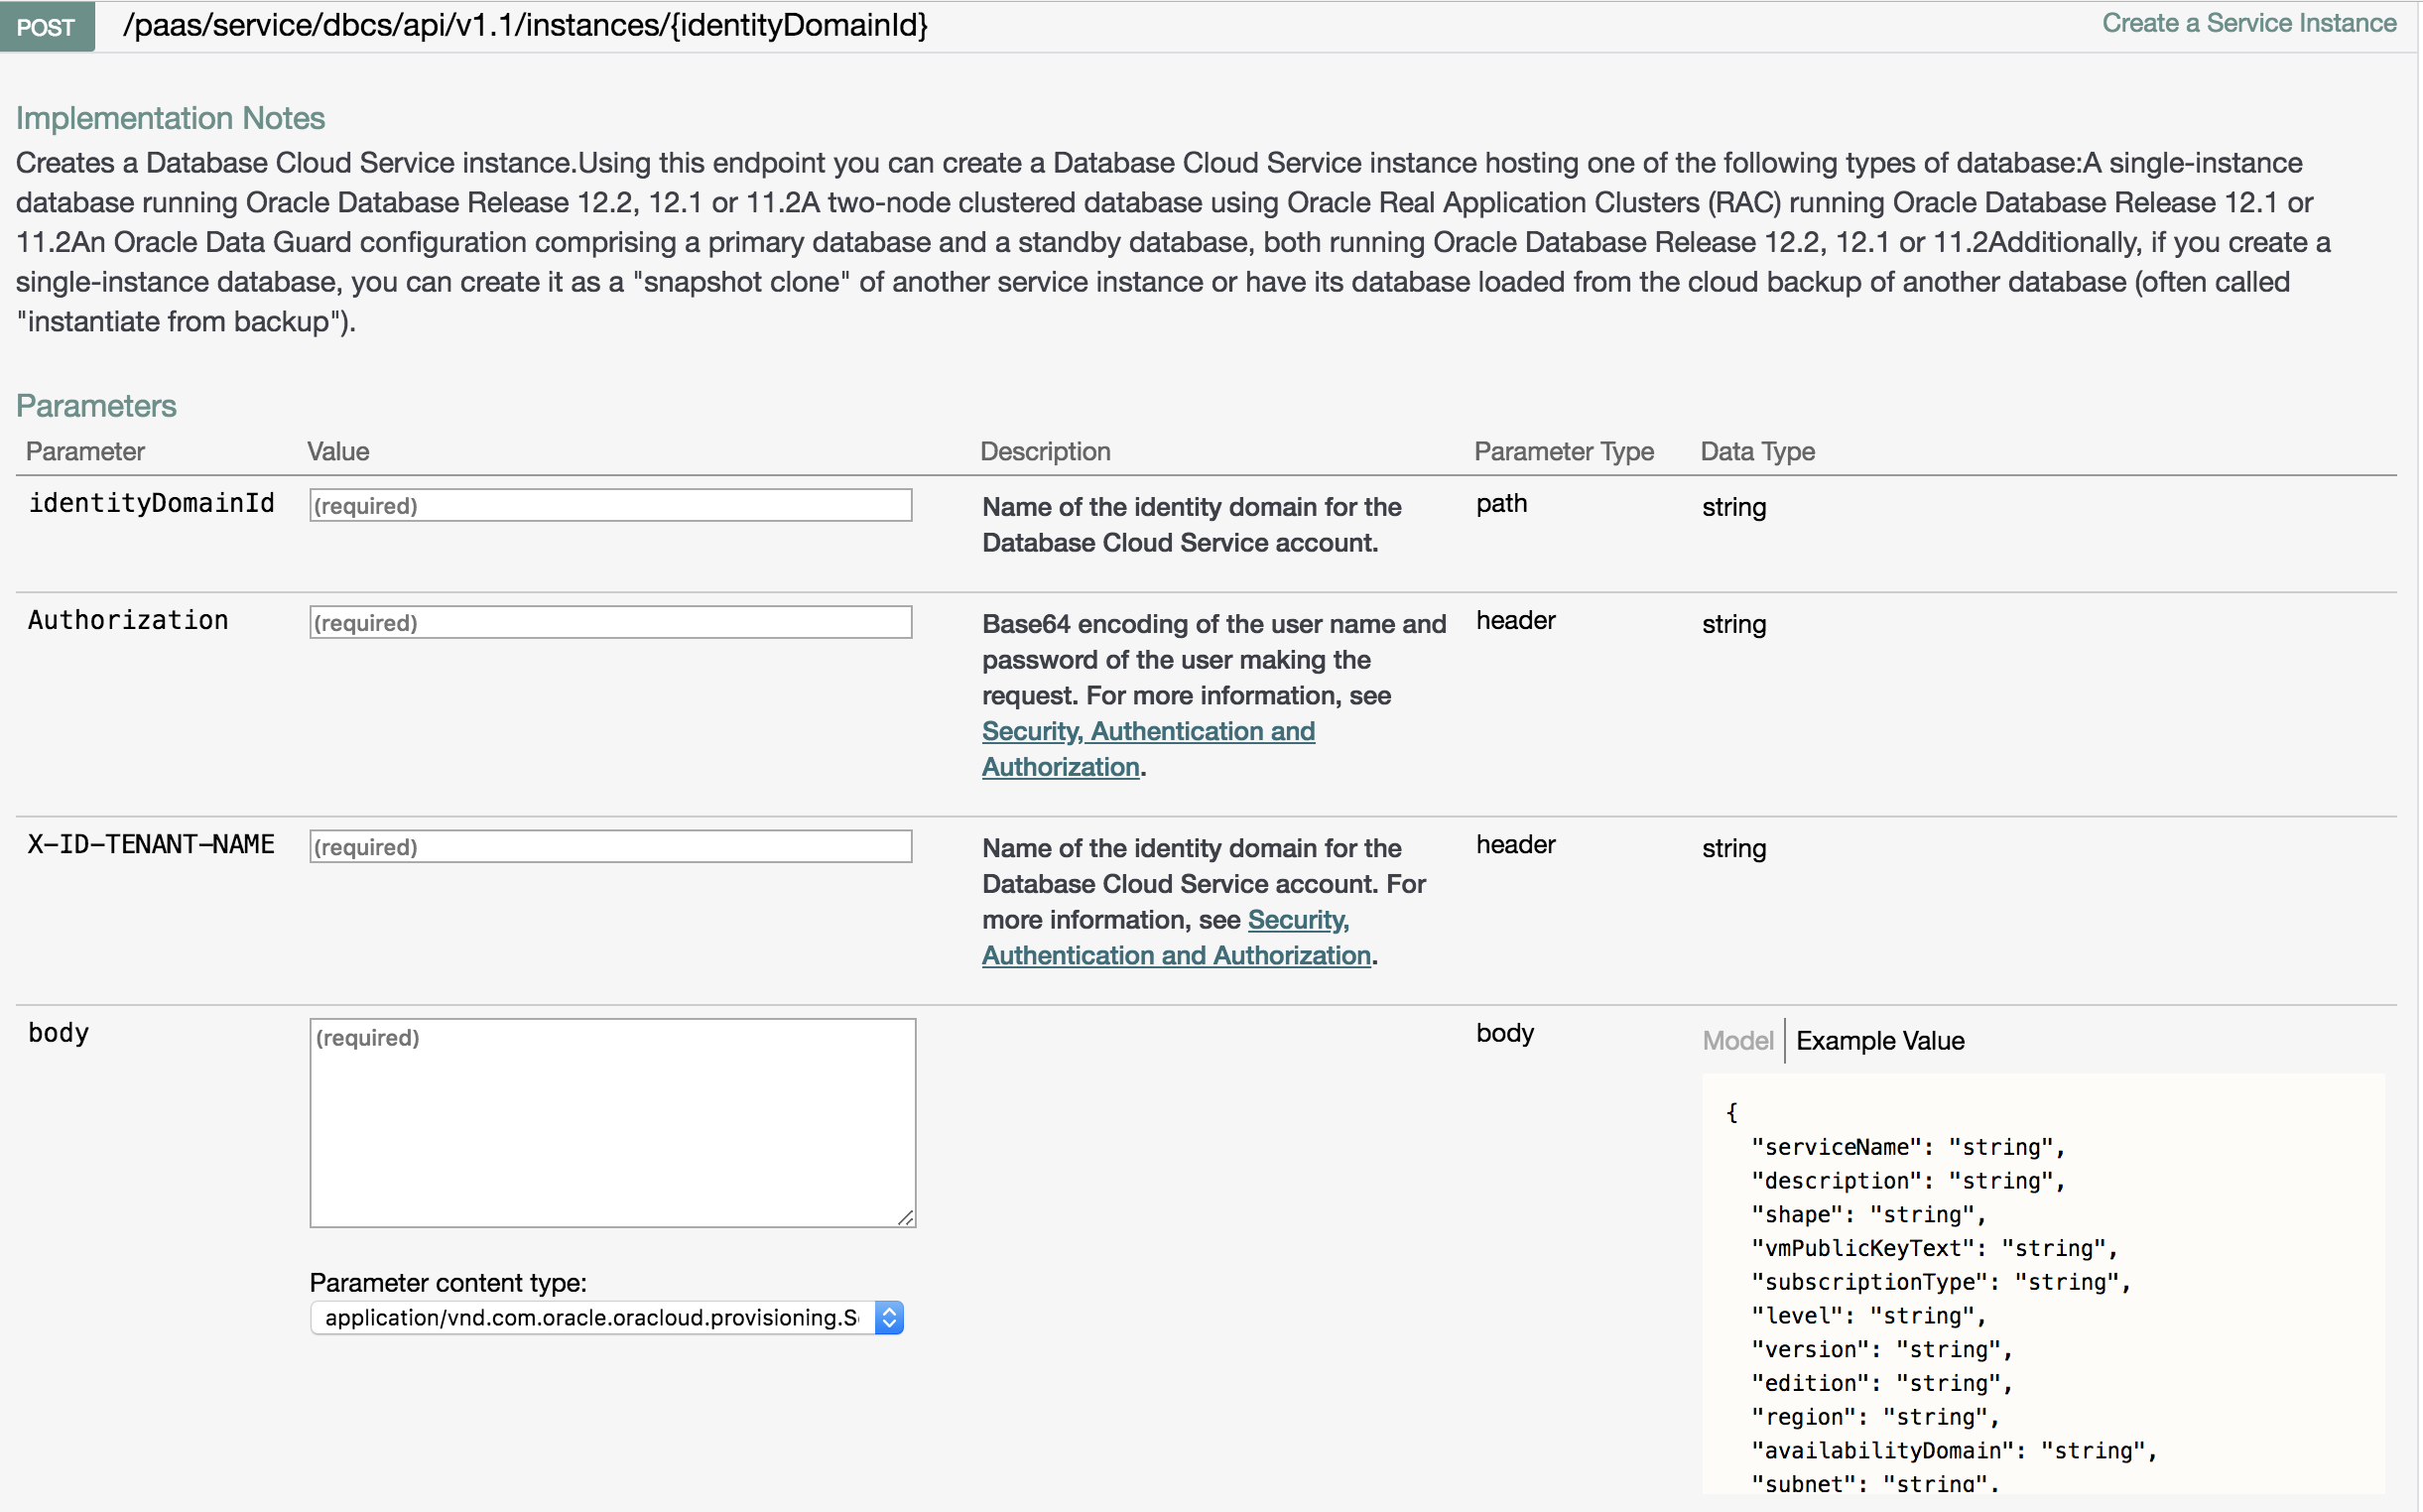 POST /paas/service/dbcs/api/v1.1/instances/{identityDomainId} Create a Service Instance
Implementation Notes
Creates a Database Cloud Service instance.Using this endpoint you can create a Database Cloud Service instance hosting one of the following types of database:A single-instance
database running Oracle Database Release 12.2, 12.1 or 11.2A two-node clustered database using Oracle Real Application Clusters (RAC) running Oracle Database Release 12.1 or
11.2An Oracle Data Guard configuration comprising a primary database and a standby database, both running Oracle Database Release 12.2, 12.1 or 11.2Additionally, if you create a
single-instance database, you can create it as a "snapshot clone" of another service instance or have its database loaded from the cloud backup of another database (often called
"instantiate from backup").
Parameters
Parameter Value Description Parameter Type Data Type
identityDomainId (required) Name of the identity domain for the path string
Database Cloud Service account.
Authorization (required) Base64 encoding of the user name and header string
password of the user making the
request. For more information, see
Security, Authentication and
Authorization.
X-ID-TENANT-NAME (required) Name of the identity domain for the header string
Database Cloud Service account. For
more information, see Security,
Authentication and Authorization.
body (required) body Model Example Value
{
"serviceName": "string",
"description": "string",
"shape": "string",
"vmPublicKeyText": "string",
"subscriptionType": "string",
"level": "string",
"version": "string",
"edition": "string",
"region": "string",
"availabilityDomain": "string",
"subnet": "string",
Parameter content type:
application/vnd.com.oracle.oracloud.provisioning.S